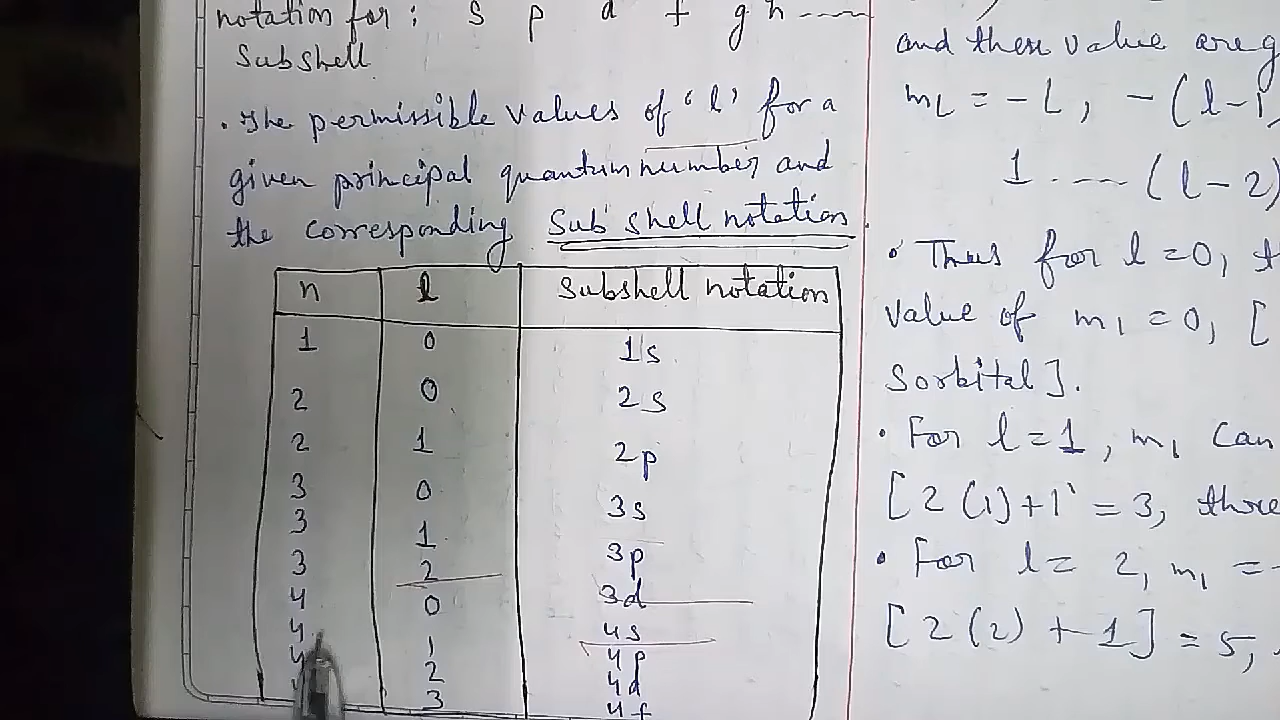 notation for : s p d f g h -----
Subshell
• The permissible values of 'l' for a
given principal quantum number and
the corresponding Sub shell notation
n l Subshell notation
1 0 1s
2 0 2s
2 1 2p
3 0 3s
3 1 3p
3 2 3d
4 0 4s
4 1 4p
4 2 4d
3 4f
and these value are g
mL = -L, -(l-1)
1 ---- (l-2)
• Thus for l=0, t
value of m1 = 0, [
Sorbital].
• For l=1, m1 can
[2(1)+1 = 3, three
• For l= 2, m1 = -
[2(2) + 1] = 5,